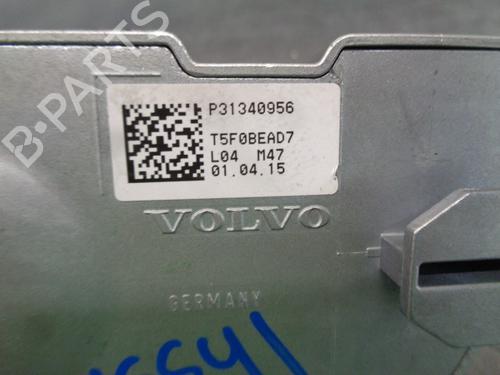 B-PARTS
P31340956
T5F0BEAD7
L04 M47
01.04.15
VOLVO
GERMANY